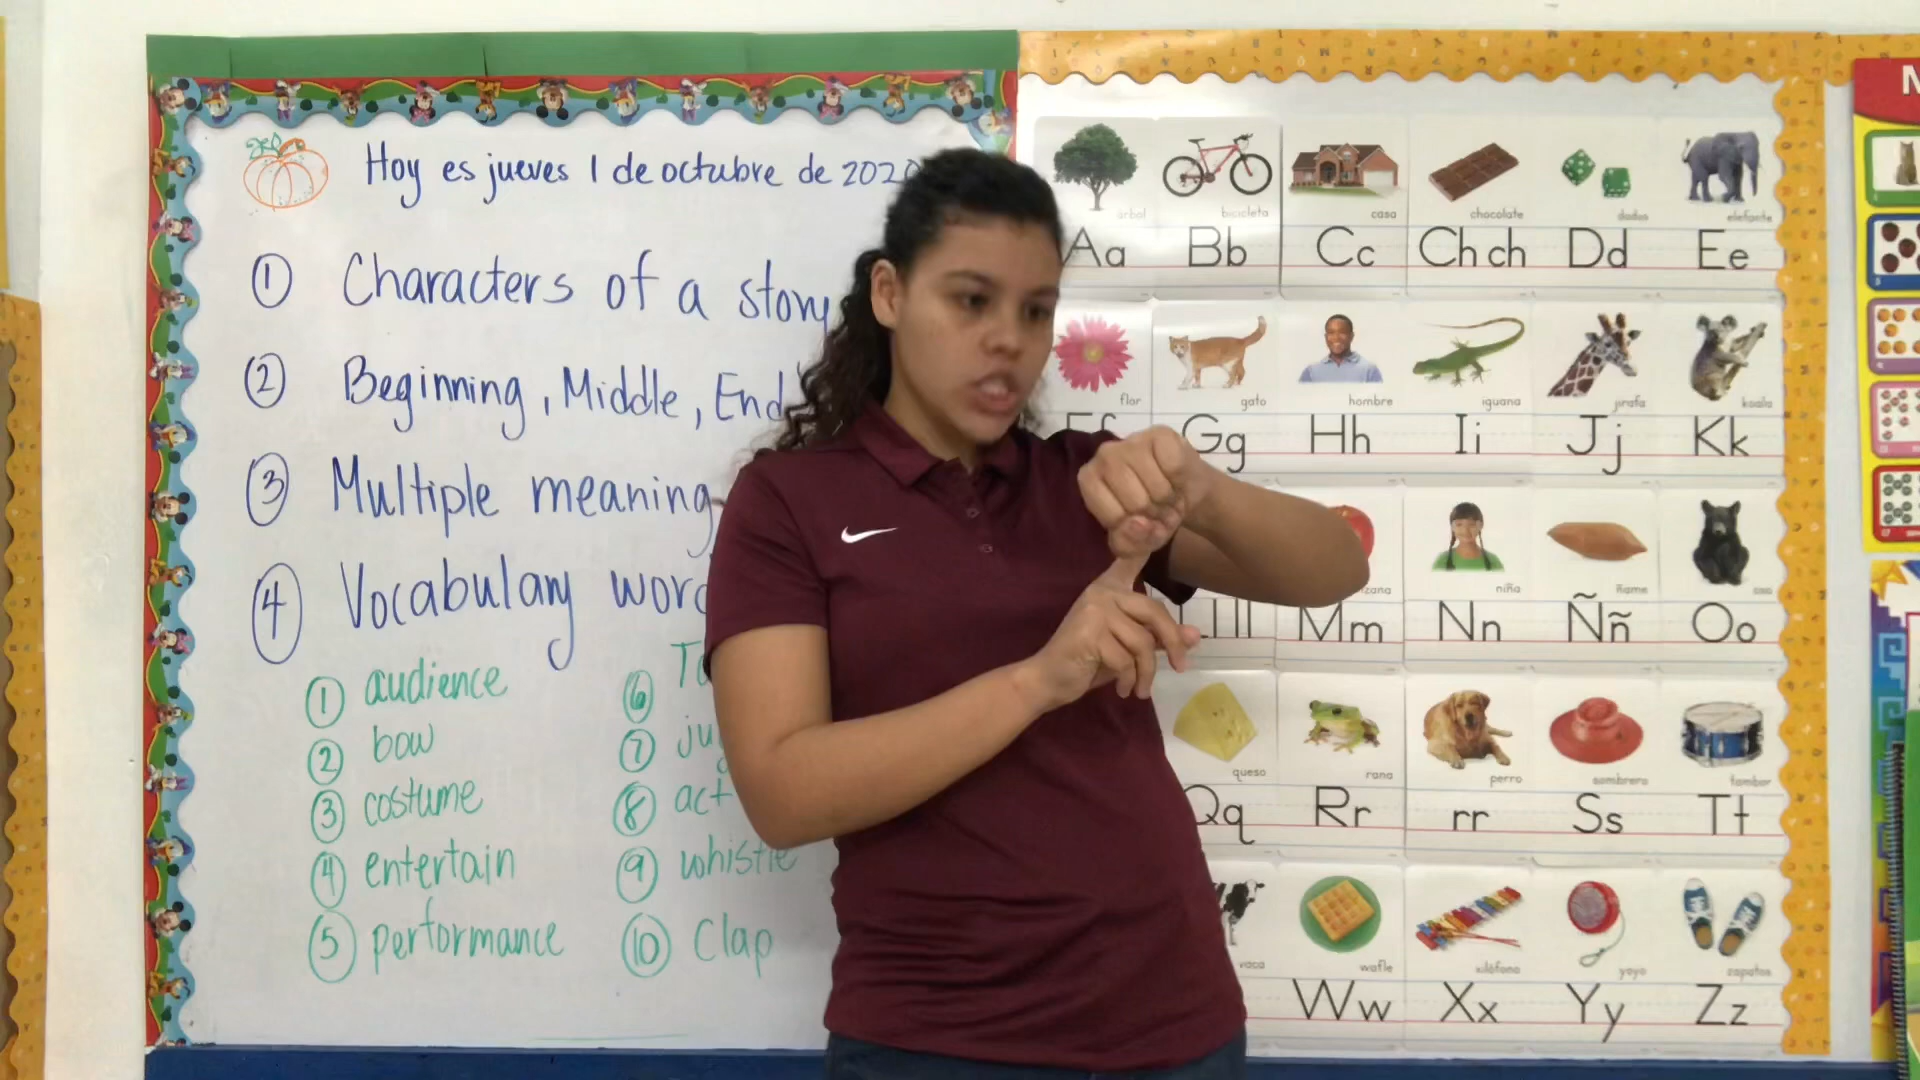 Hoy es jueves 1 de octubre de 2020
① Characters of a story
② Beginning, Middle, End
③ Multiple meaning
④ Vocabulary
① audience
② bow
③ costume
④ entertain
⑤ performance
⑥
⑦
⑧ act
⑨ whistle
⑩ Clap
árbol bicicleta casa chocolate dados elefante
Aa Bb Cc Ch ch Dd Ee
flor gato hombre iguana jirafa koala
Ff Gg Hh Ii Jj Kk
niña ñame oso
Mm Nn Ññ Oo
queso rana perro sombrero tambor
Qq Rr rr Ss Tt
vaca wafle xilófono yoyo zapatos
Ww Xx Yy Zz
N